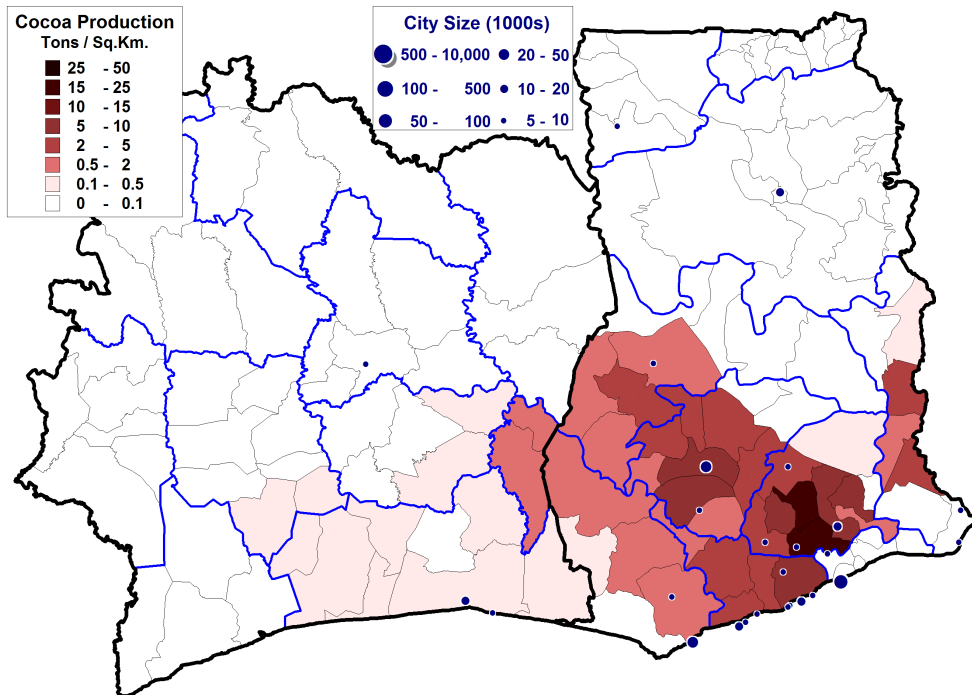 Cocoa Production
Tons / Sq.Km.
25 - 50
15 - 25
10 - 15
5 - 10
2 - 5
0.5 - 2
0.1 - 0.5
0 - 0.1
City Size (1000s)
500 - 10,000 20 - 50
100 - 500 10 - 20
50 - 100 5 - 10